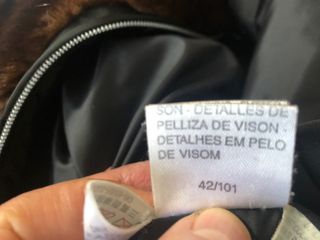 SON - DETALLES DE
PELLIZA DE VISON -
DETALHES EM PELO
DE VISOM
42/101